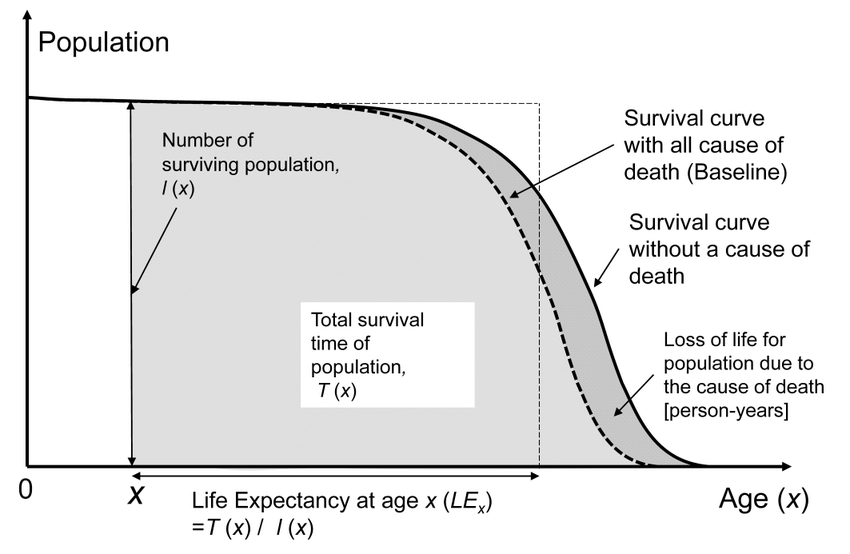 Population
Number of
surviving population,
l (x)
Survival curve
with all cause of
death (Baseline)
Survival curve
without a cause of
death
Total survival
time of
population,
T (x)
Loss of life for
population due to
the cause of death
[person-years]
0
x
Life Expectancy at age x (LEx)
=T (x) / l (x)
Age (x)